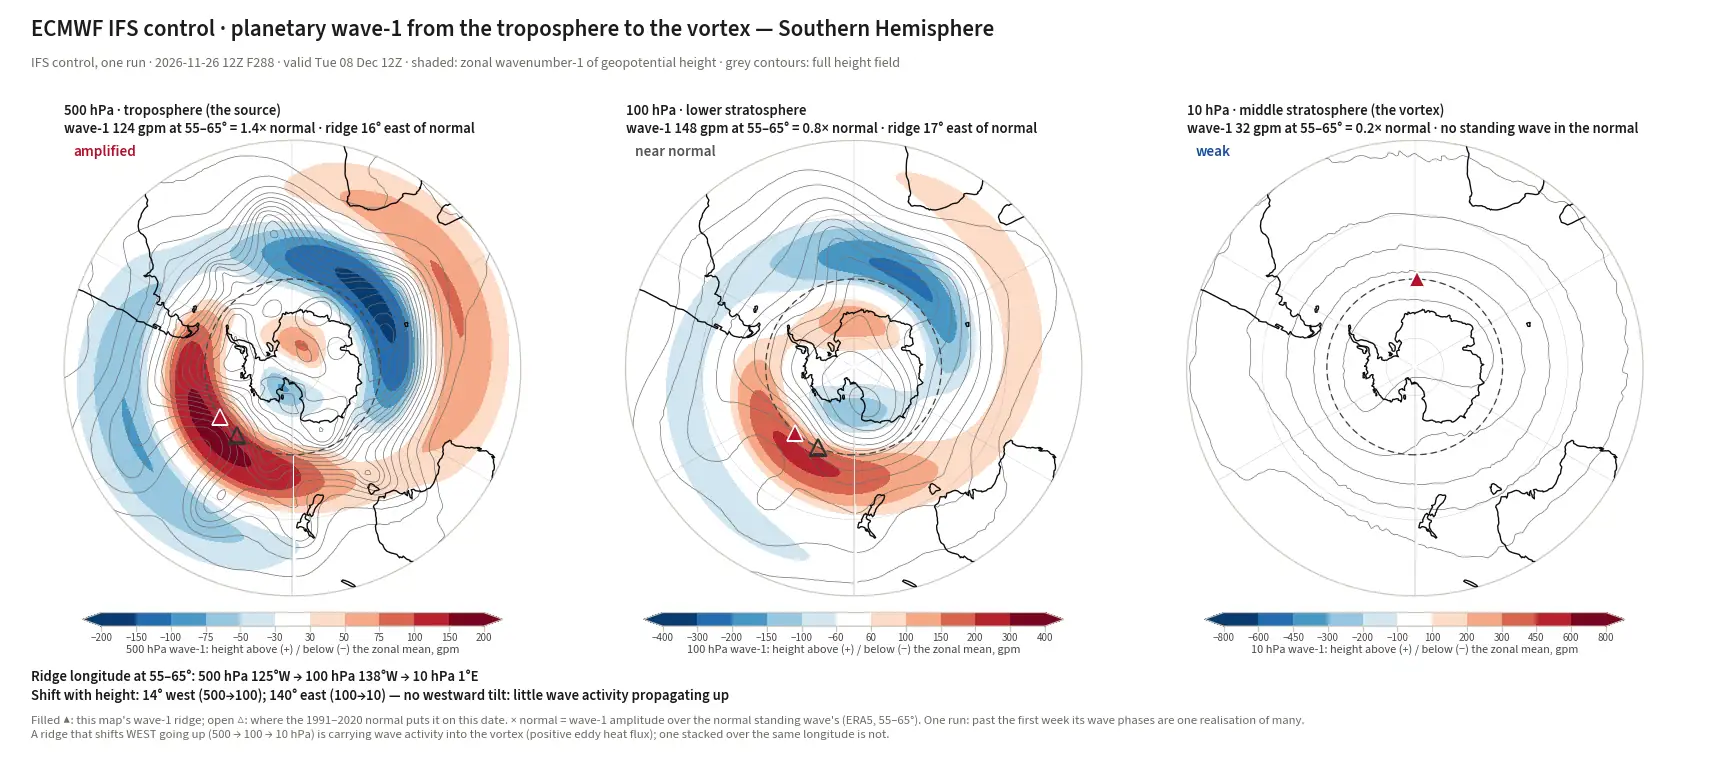 ECMWF IFS control · planetary wave-1 from the troposphere to the vortex — Southern Hemisphere
IFS control, one run · 2026-11-26 12Z F288 · valid Tue 08 Dec 12Z · shaded: zonal wavenumber-1 of geopotential height · grey contours: full height field
500 hPa · troposphere (the source)
wave-1 124 gpm at 55–65° = 1.4× normal · ridge 16° east of normal
amplified
100 hPa · lower stratosphere
wave-1 148 gpm at 55–65° = 0.8× normal · ridge 17° east of normal
near normal
10 hPa · middle stratosphere (the vortex)
wave-1 32 gpm at 55–65° = 0.2× normal · no standing wave in the normal
weak
−200 −150 −100 −75 −50 −30 30 50 75 100 150 200
500 hPa wave-1: height above (+) / below (−) the zonal mean, gpm
−400 −300 −200 −150 −100 −60 60 100 150 200 300 400
100 hPa wave-1: height above (+) / below (−) the zonal mean, gpm
−800 −600 −450 −300 −200 −100 100 200 300 450 600 800
10 hPa wave-1: height above (+) / below (−) the zonal mean, gpm
Ridge longitude at 55–65°: 500 hPa 125°W → 100 hPa 138°W → 10 hPa 1°E
Shift with height: 14° west (500→100); 140° east (100→10) — no westward tilt: little wave activity propagating up
Filled ▲: this map's wave-1 ridge; open △: where the 1991–2020 normal puts it on this date. × normal = wave-1 amplitude over the normal standing wave's (ERA5, 55–65°). One run: past the first week its wave phases are one realisation of many.
A ridge that shifts WEST going up (500 → 100 → 10 hPa) is carrying wave activity into the vortex (positive eddy heat flux); one stacked over the same longitude is not.